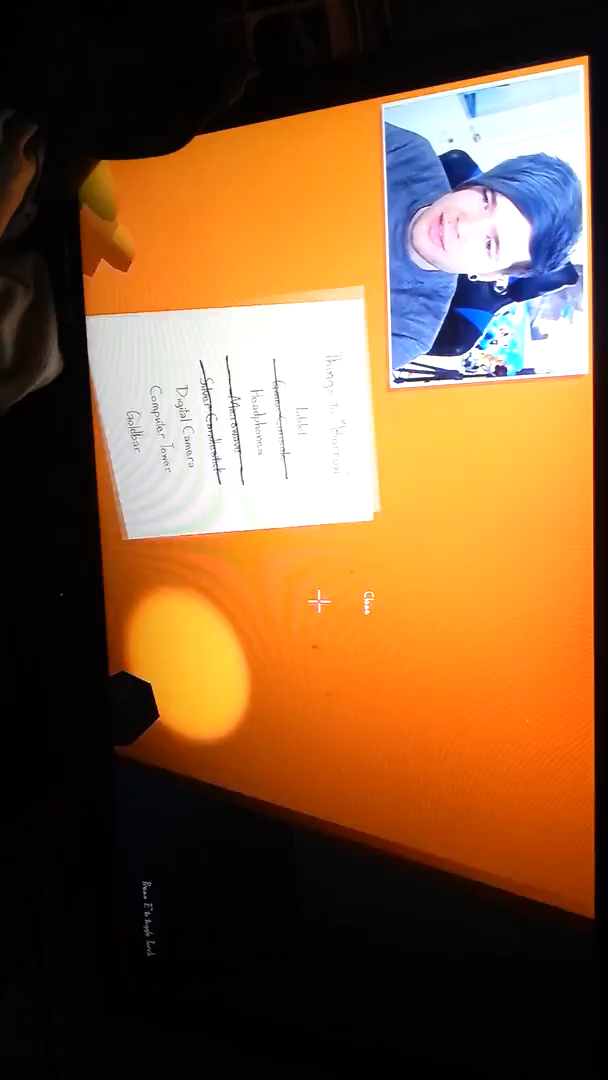 Things to "Borrow"
Tablet
Game Console
Headphones
Microwave
Silver Candlestick
Digital Camera
Computer Tower
Goldbar
Close
Press 'E' to toggle Torch